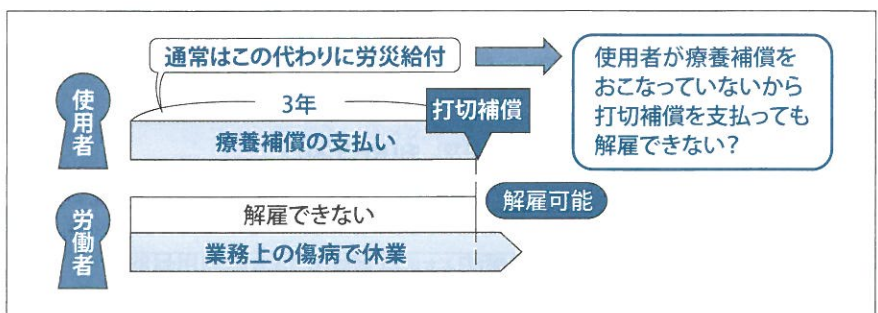 通常はこの代わりに労災給付
使用者が療養補償を
おこなっていないから
打切補償を支払っても
解雇できない?
使用者
3年
打切補償
療養補償の支払い
労働者
解雇できない
解雇可能
業務上の傷病で休業